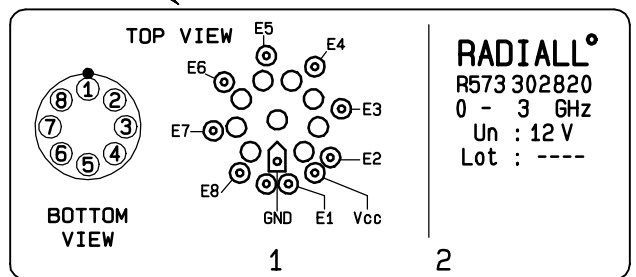 TOP VIEW
E5
E4
E6
E3
E7
E2
E8
GND E1 Vcc
1
2
3
4
5
6
7
8
BOTTOM
VIEW
RADIALL°
R573 302820
0 - 3 GHz
Un : 12 V
Lot : ----
1
2